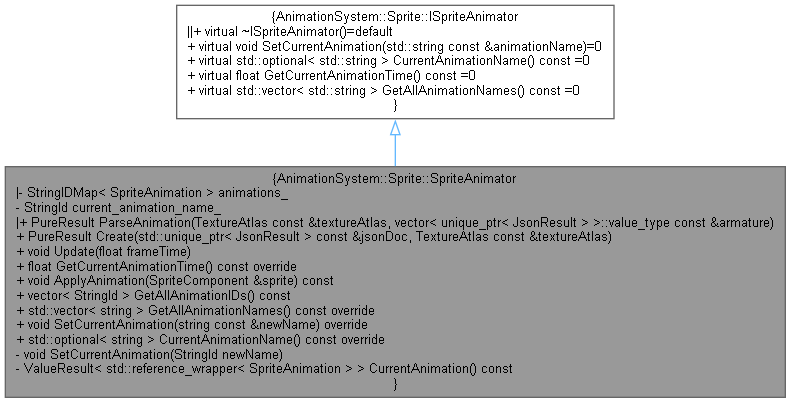 {AnimationSystem::Sprite::ISpriteAnimator
||+ virtual ~ISpriteAnimator()=default
+ virtual void SetCurrentAnimation(std::string const &animationName)=0
+ virtual std::optional< std::string > CurrentAnimationName() const =0
+ virtual float GetCurrentAnimationTime() const =0
+ virtual std::vector< std::string > GetAllAnimationNames() const =0
}
{AnimationSystem::Sprite::SpriteAnimator
|- StringIDMap< SpriteAnimation > animations_
- StringId current_animation_name_
|+ PureResult ParseAnimation(TextureAtlas const &textureAtlas, vector< unique_ptr< JsonResult > >::value_type const &armature)
+ PureResult Create(std::unique_ptr< JsonResult > const &jsonDoc, TextureAtlas const &textureAtlas)
+ void Update(float frameTime)
+ float GetCurrentAnimationTime() const override
+ void ApplyAnimation(SpriteComponent &sprite) const
+ vector< StringId > GetAllAnimationIDs() const
+ std::vector< string > GetAllAnimationNames() const override
+ void SetCurrentAnimation(string const &newName) override
+ std::optional< string > CurrentAnimationName() const override
- void SetCurrentAnimation(StringId newName)
- ValueResult< std::reference_wrapper< SpriteAnimation > > CurrentAnimation() const
}